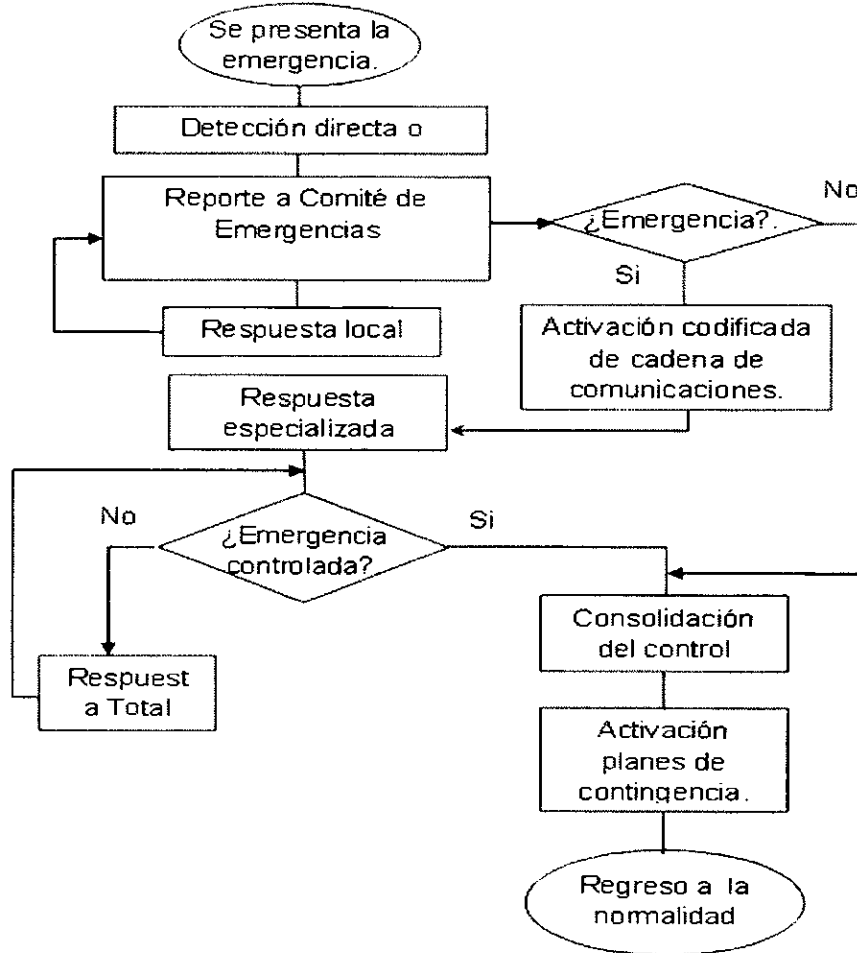 Se presenta la
emergencia.
Detección directa o
Reporte a Comité de
Emergencias
¿Emergencia?.
No
Si
Respuesta local
Activación codificada
de cadena de
comunicaciones.
Respuesta
especializada
No
¿Emergencia
controlada?
Si
Consolidación
del control
Respuest
a Total
Activación
planes de
contingencia.
Regreso a la
normalidad